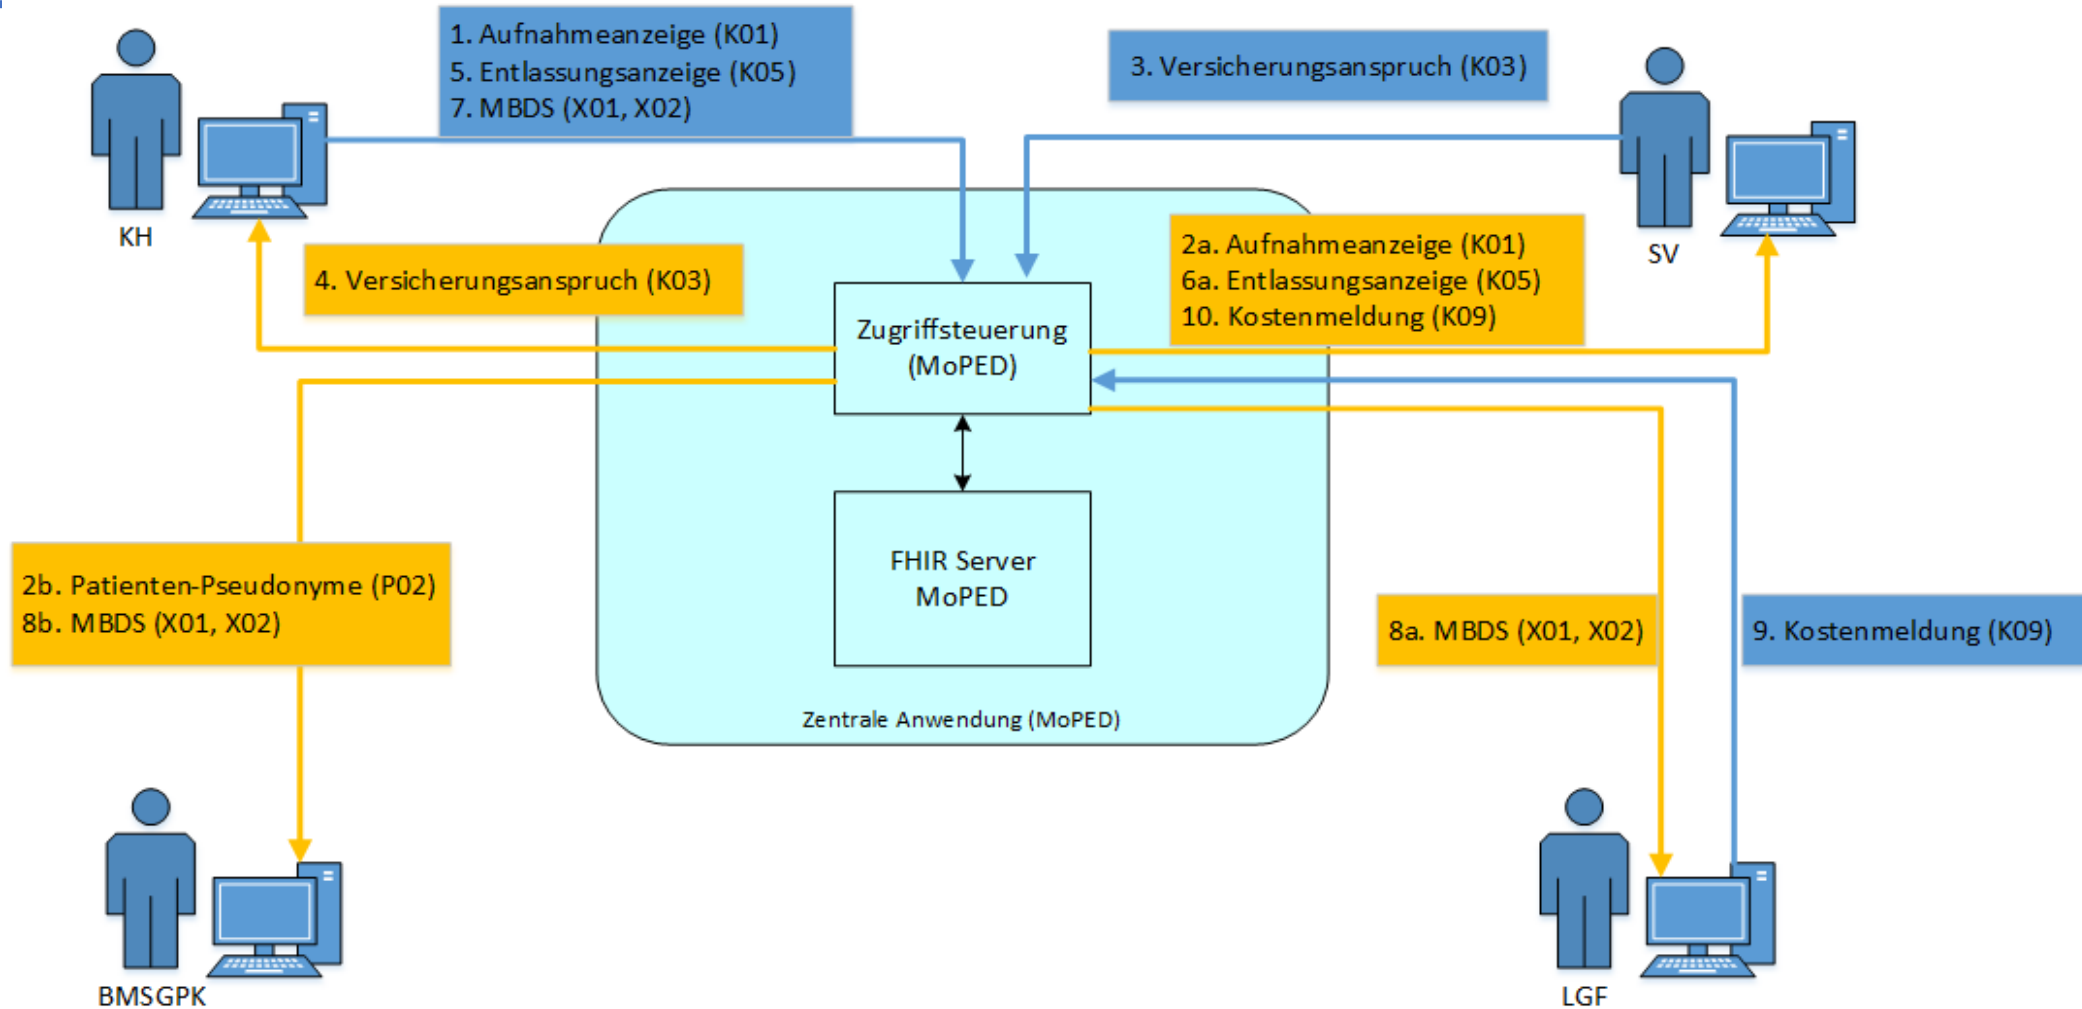 1. Aufnahmeanzeige (K01)
5. Entlassungsanzeige (K05)
7. MBDS (X01, X02)
3. Versicherungsanspruch (K03)
KH
SV
4. Versicherungsanspruch (K03)
2a. Aufnahmeanzeige (K01)
6a. Entlassungsanzeige (K05)
10. Kostenmeldung (K09)
Zugriffsteuerung
(MoPED)
FHIR Server
MoPED
2b. Patienten-Pseudonyme (P02)
8b. MBDS (X01, X02)
8a. MBDS (X01, X02)
9. Kostenmeldung (K09)
Zentrale Anwendung (MoPED)
BMSGPK
LGF